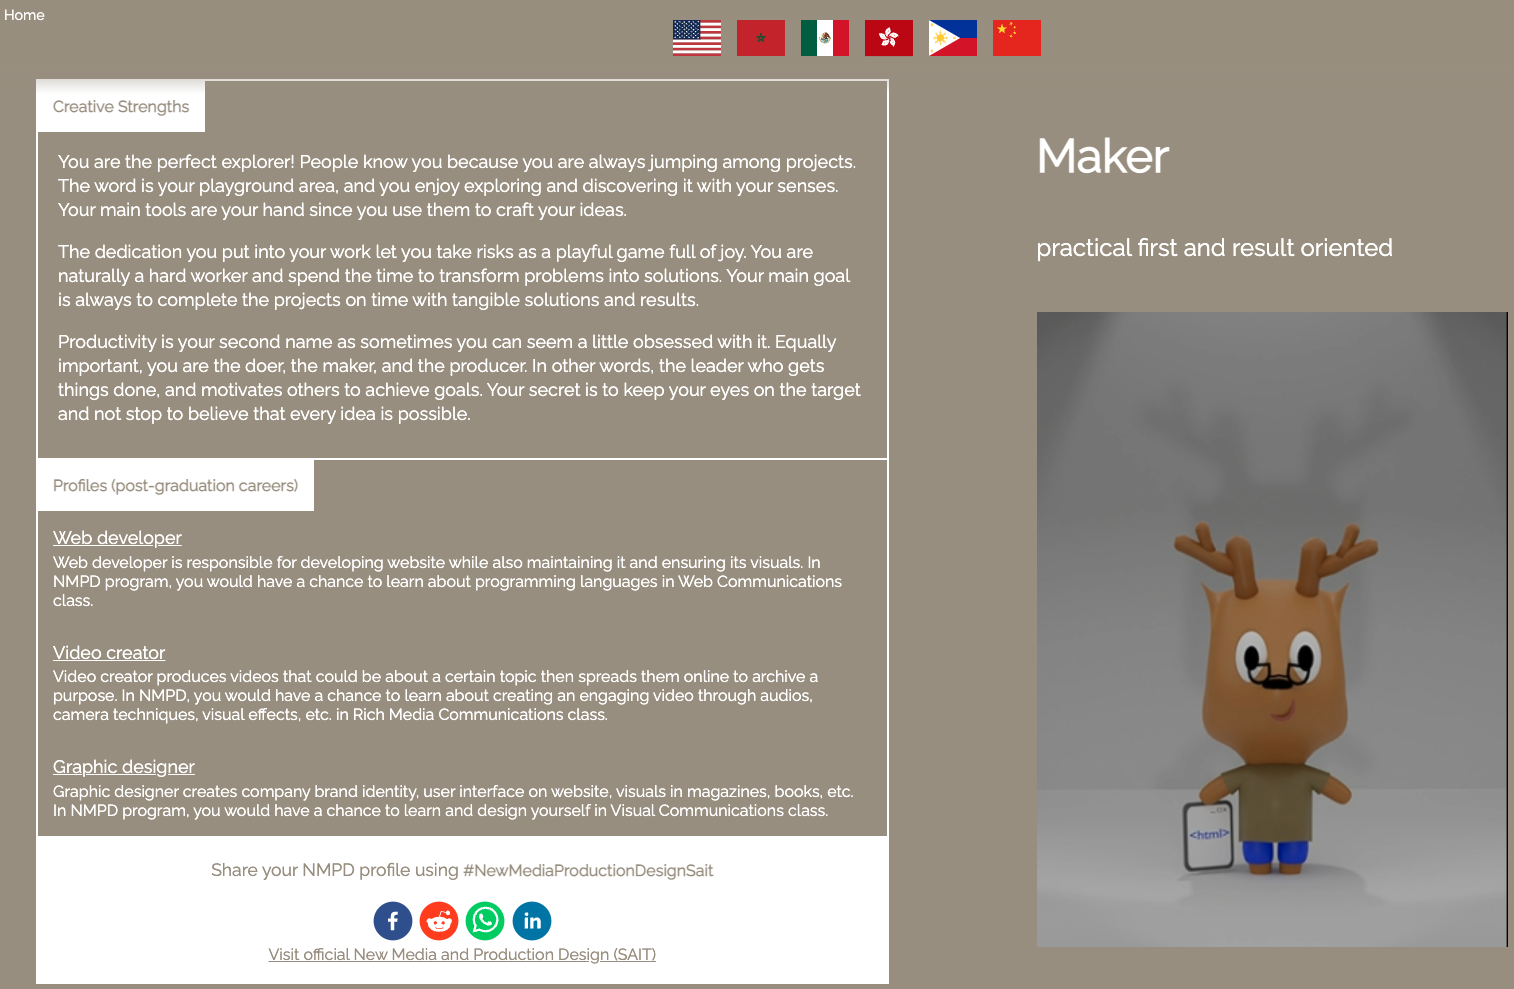 Home
Creative Strengths
You are the perfect explorer! People know you because you are always jumping among projects.
The word is your playground area, and you enjoy exploring and discovering it with your senses.
Your main tools are your hand since you use them to craft your ideas.
The dedication you put into your work let you take risks as a playful game full of joy. You are
naturally a hard worker and spend the time to transform problems into solutions. Your main goal
is always to complete the projects on time with tangible solutions and results.
Productivity is your second name as sometimes you can seem a little obsessed with it. Equally
important, you are the doer, the maker, and the producer. In other words, the leader who gets
things done, and motivates others to achieve goals. Your secret is to keep your eyes on the target
and not stop to believe that every idea is possible.
Profiles (post-graduation careers)
Web developer
Web developer is responsible for developing website while also maintaining it and ensuring its visuals. In
NMPD program, you would have a chance to learn about programming languages in Web Communications
class.
Video creator
Video creator produces videos that could be about a certain topic then spreads them online to archive a
purpose. In NMPD, you would have a chance to learn about creating an engaging video through audios,
camera techniques, visual effects, etc. in Rich Media Communications class.
Graphic designer
Graphic designer creates company brand identity, user interface on website, visuals in magazines, books, etc.
In NMPD program, you would have a chance to learn and design yourself in Visual Communications class.
Share your NMPD profile using #NewMediaProductionDesignSait
f
in
Visit official New Media and Production Design (SAIT)
Maker
practical first and result oriented
<html>